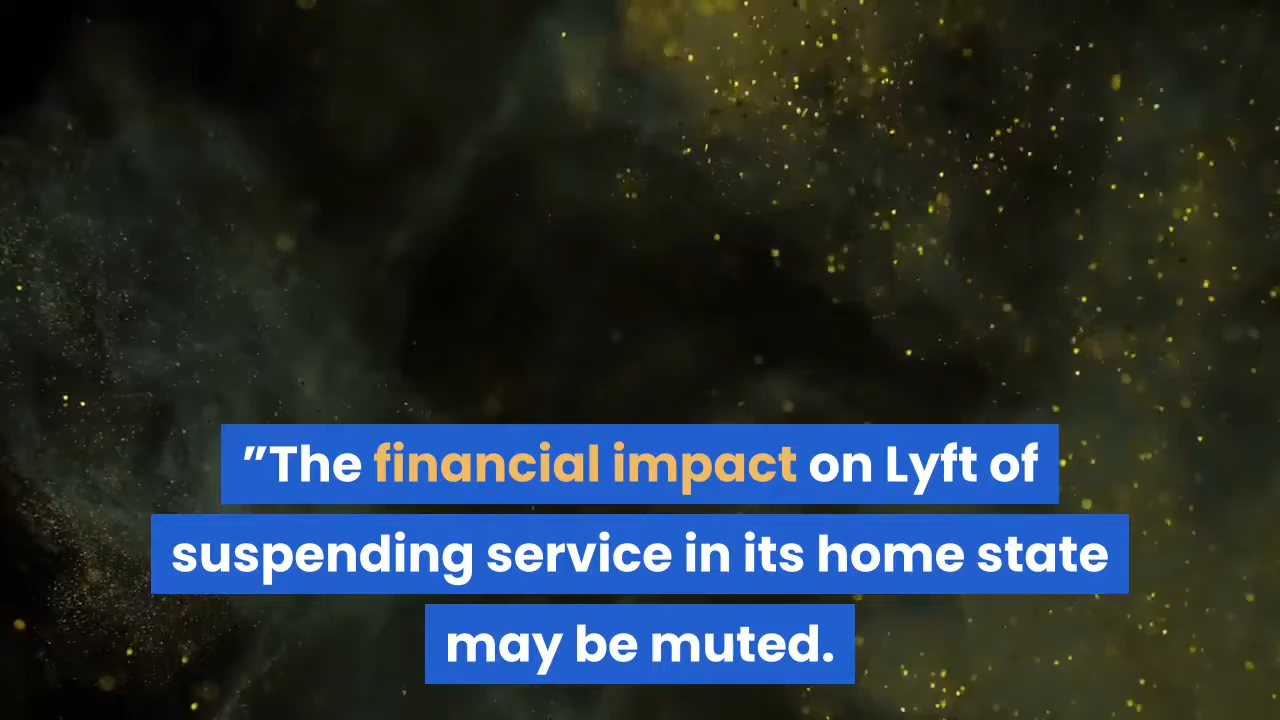 ″The financial impact on Lyft of
suspending service in its home state
may be muted.